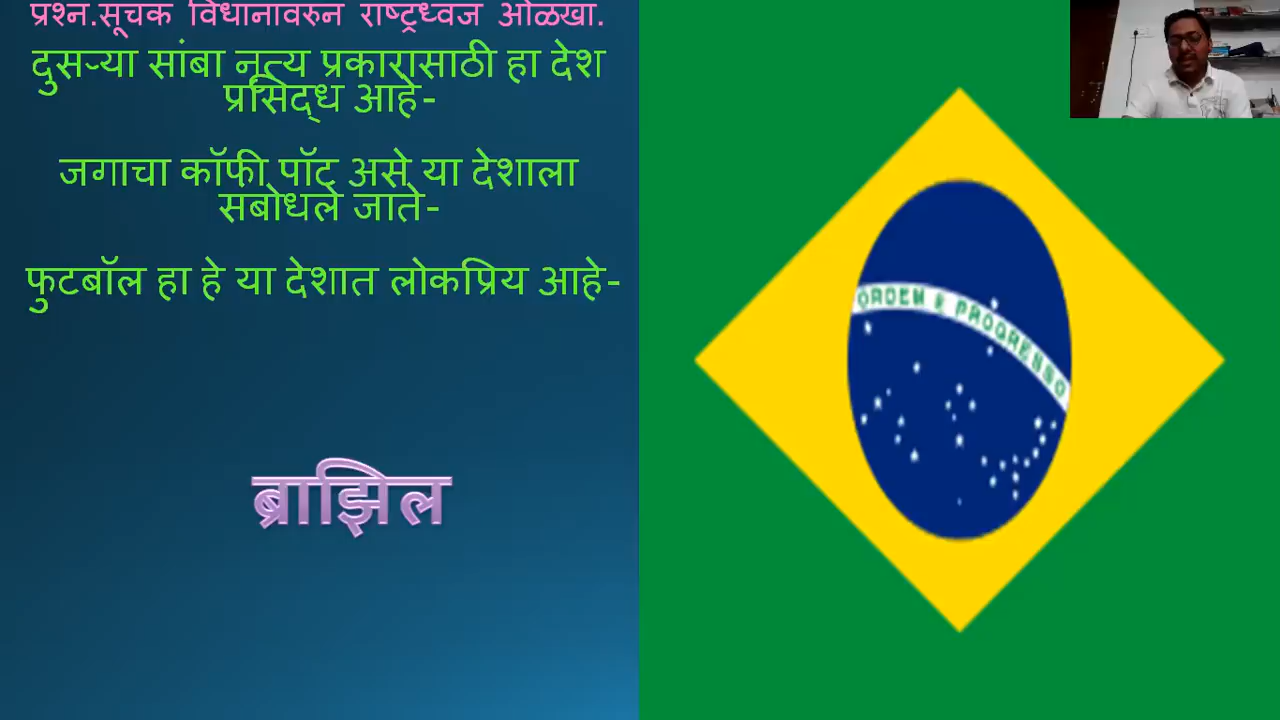 प्रश्न.सूचक विधानावरुन राष्ट्रध्वज ओळखा.
दुसऱ्या सांबा नृत्य प्रकारासाठी हा देश
प्रसिद्ध आहे-
जगाचा कॉफी पॉट असे या देशाला
संबोधले जाते-
फुटबॉल हा हे या देशात लोकप्रिय आहे-
ब्राझिल
ORDEM E PROGRESSO